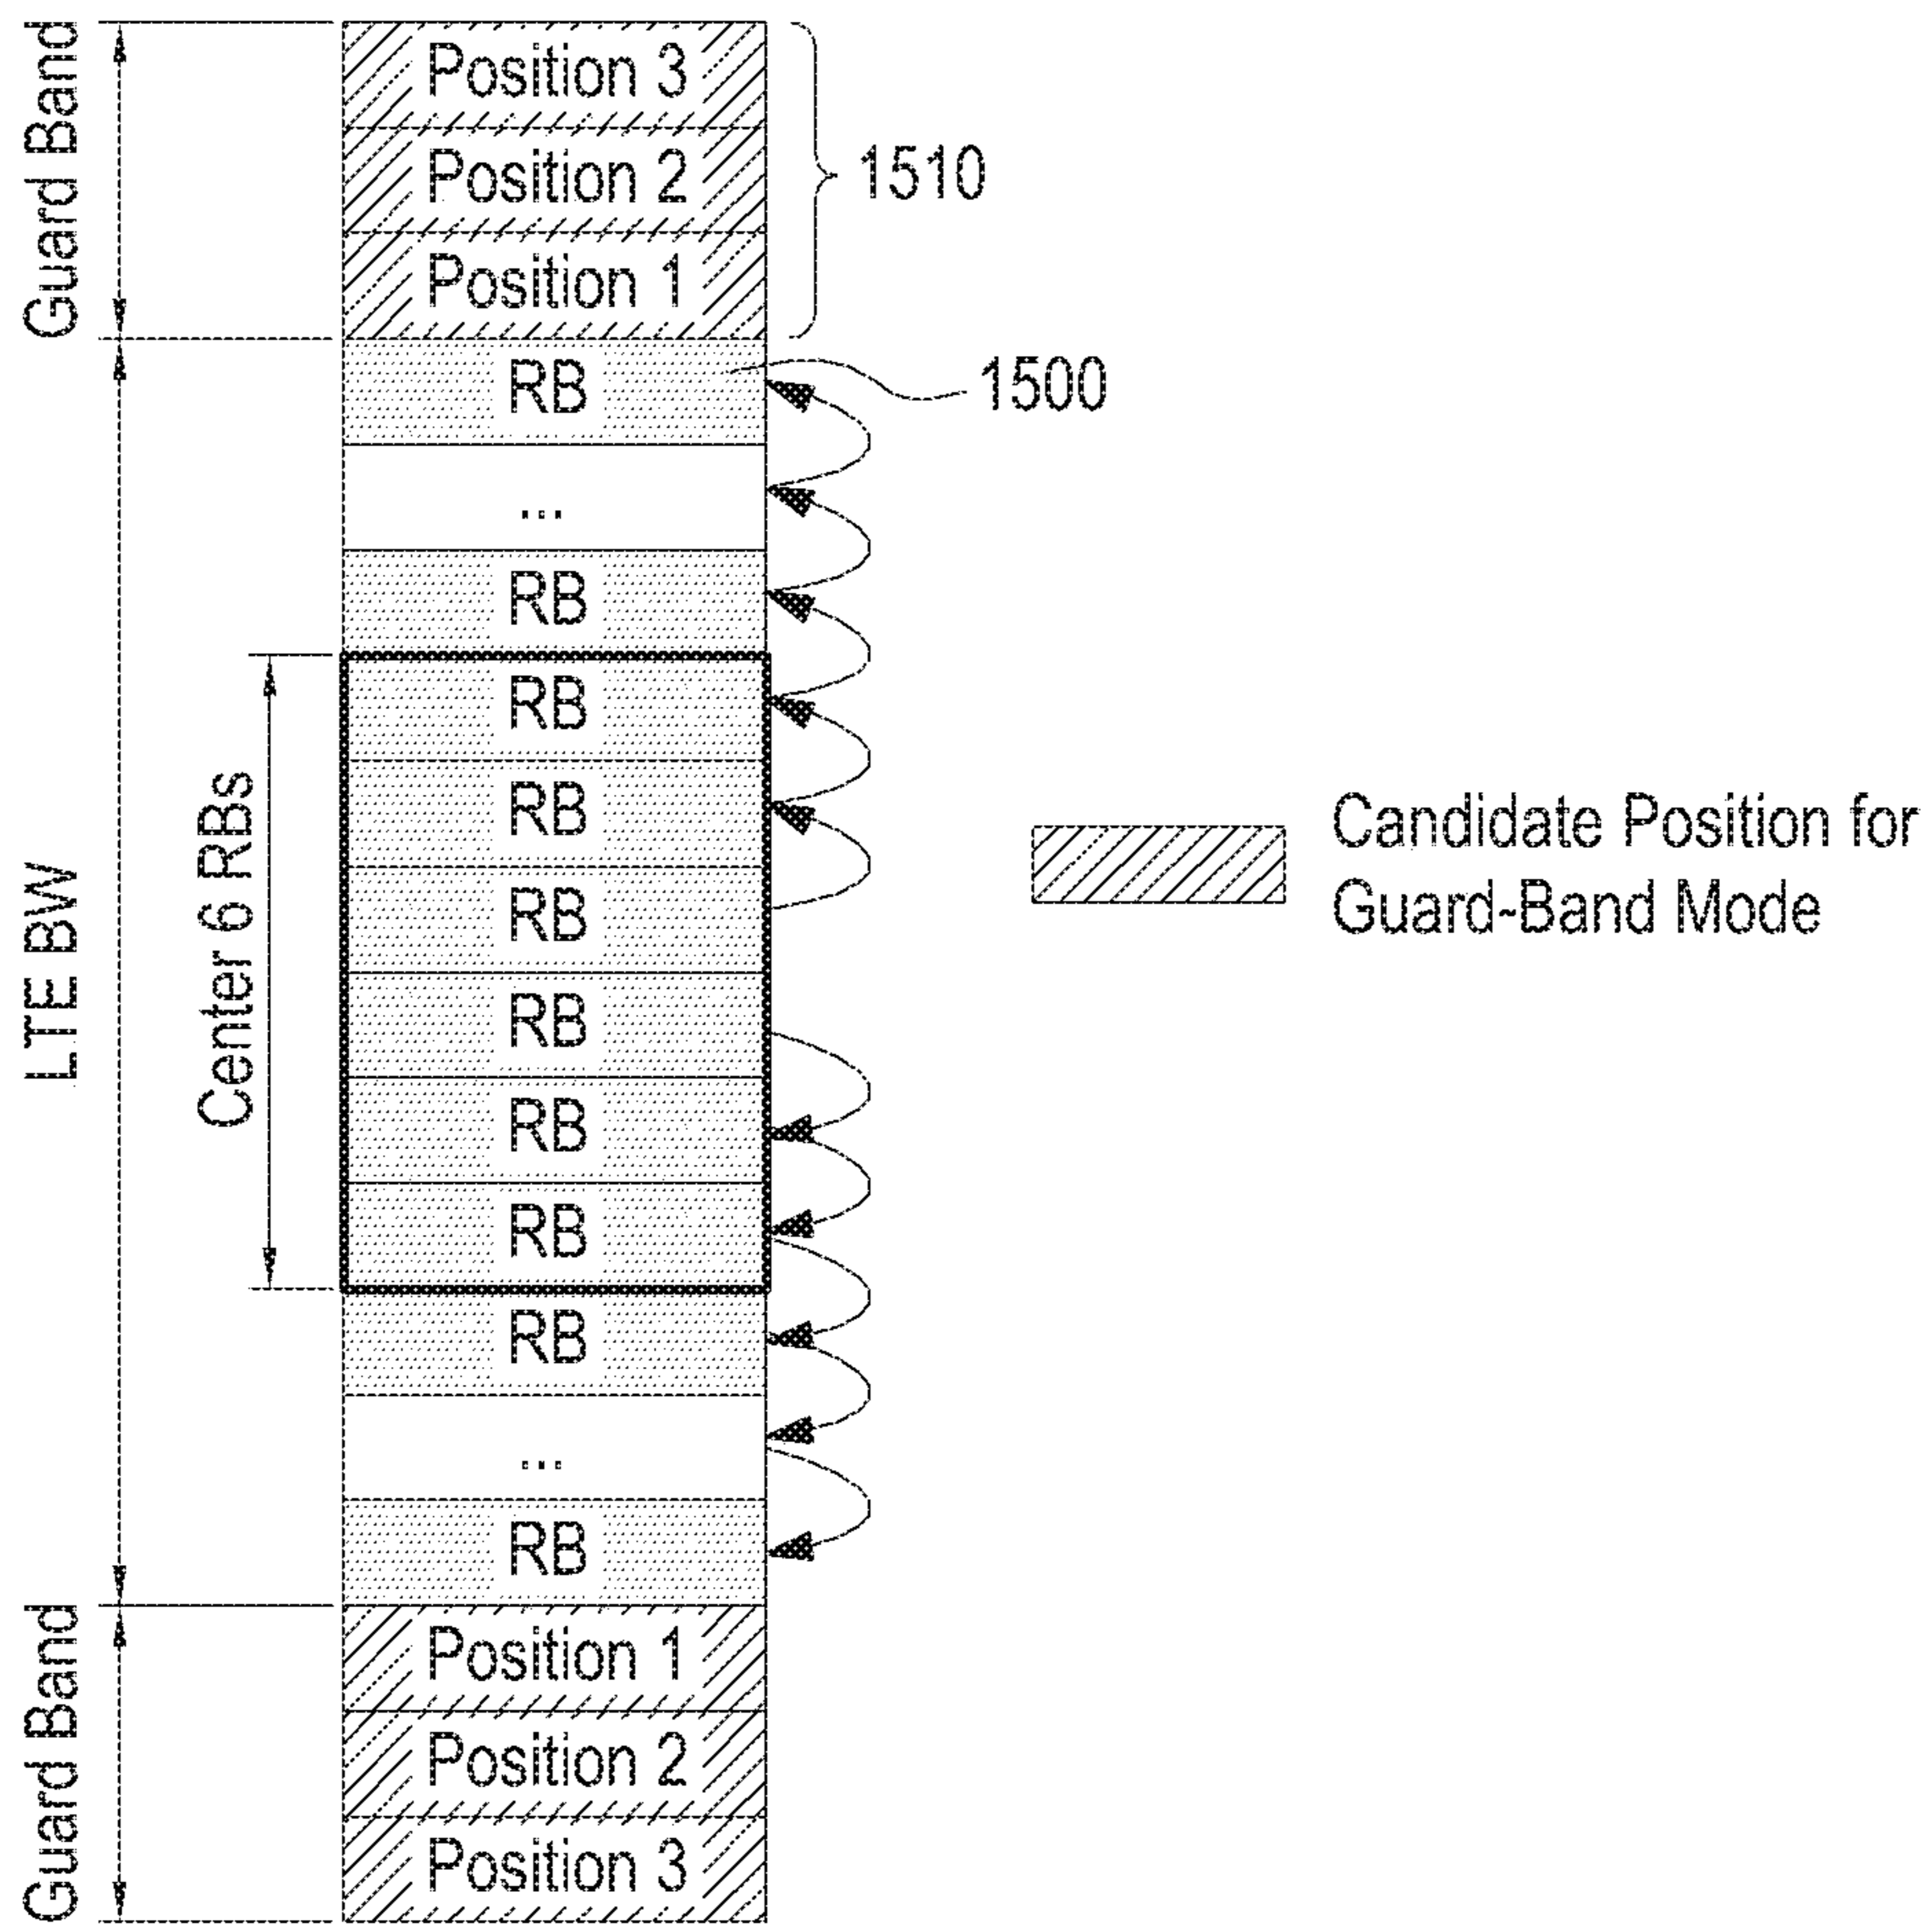 Guard Band
Position 3
Position 2
Position 1
1510
RB
1500
...
RB
LTE BW
Center 6 RBs
RB
RB
RB
RB
RB
RB
Candidate Position for
Guard-Band Mode
RB
...
RB
Guard Band
Position 1
Position 2
Position 3